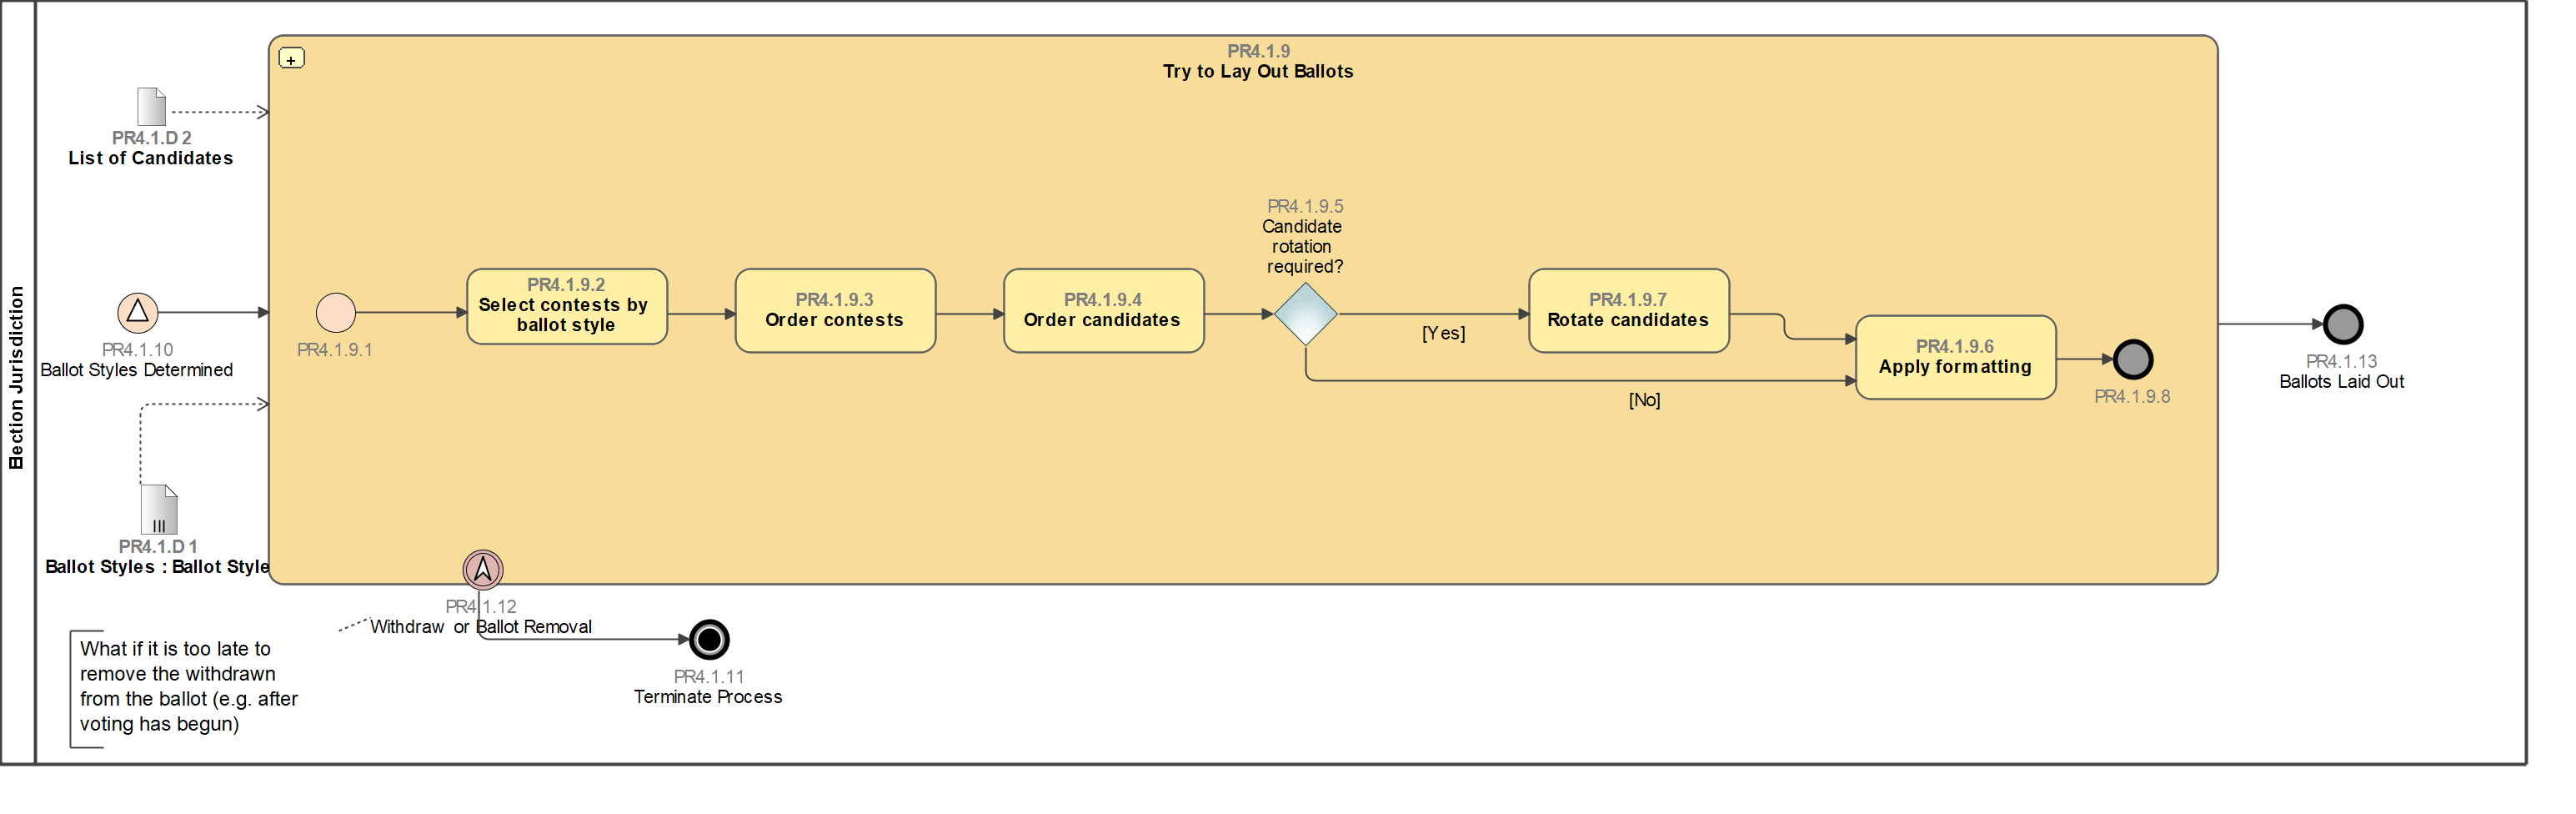 PR4.1.9
Try to Lay Out Ballots
PR4.1.D 2
List of Candidates
PR4.1.9.5
Candidate
rotation
required?
PR4.1.9.2
Select contests by
ballot style
PR4.1.9.3
Order contests
PR4.1.9.4
Order candidates
PR4.1.9.7
Rotate candidates
[Yes]
PR4.1.9.6
Apply formatting
[No]
PR4.1.9.1
PR4.1.9.8
PR4.1.10
Ballot Styles Determined
PR4.1.13
Ballots Laid Out
Election Jurisdiction
PR4.1.D 1
Ballot Styles : Ballot Style
PR4.1.12
Withdraw or Ballot Removal
PR4.1.11
Terminate Process
What if it is too late to
remove the withdrawn
from the ballot (e.g. after
voting has begun)